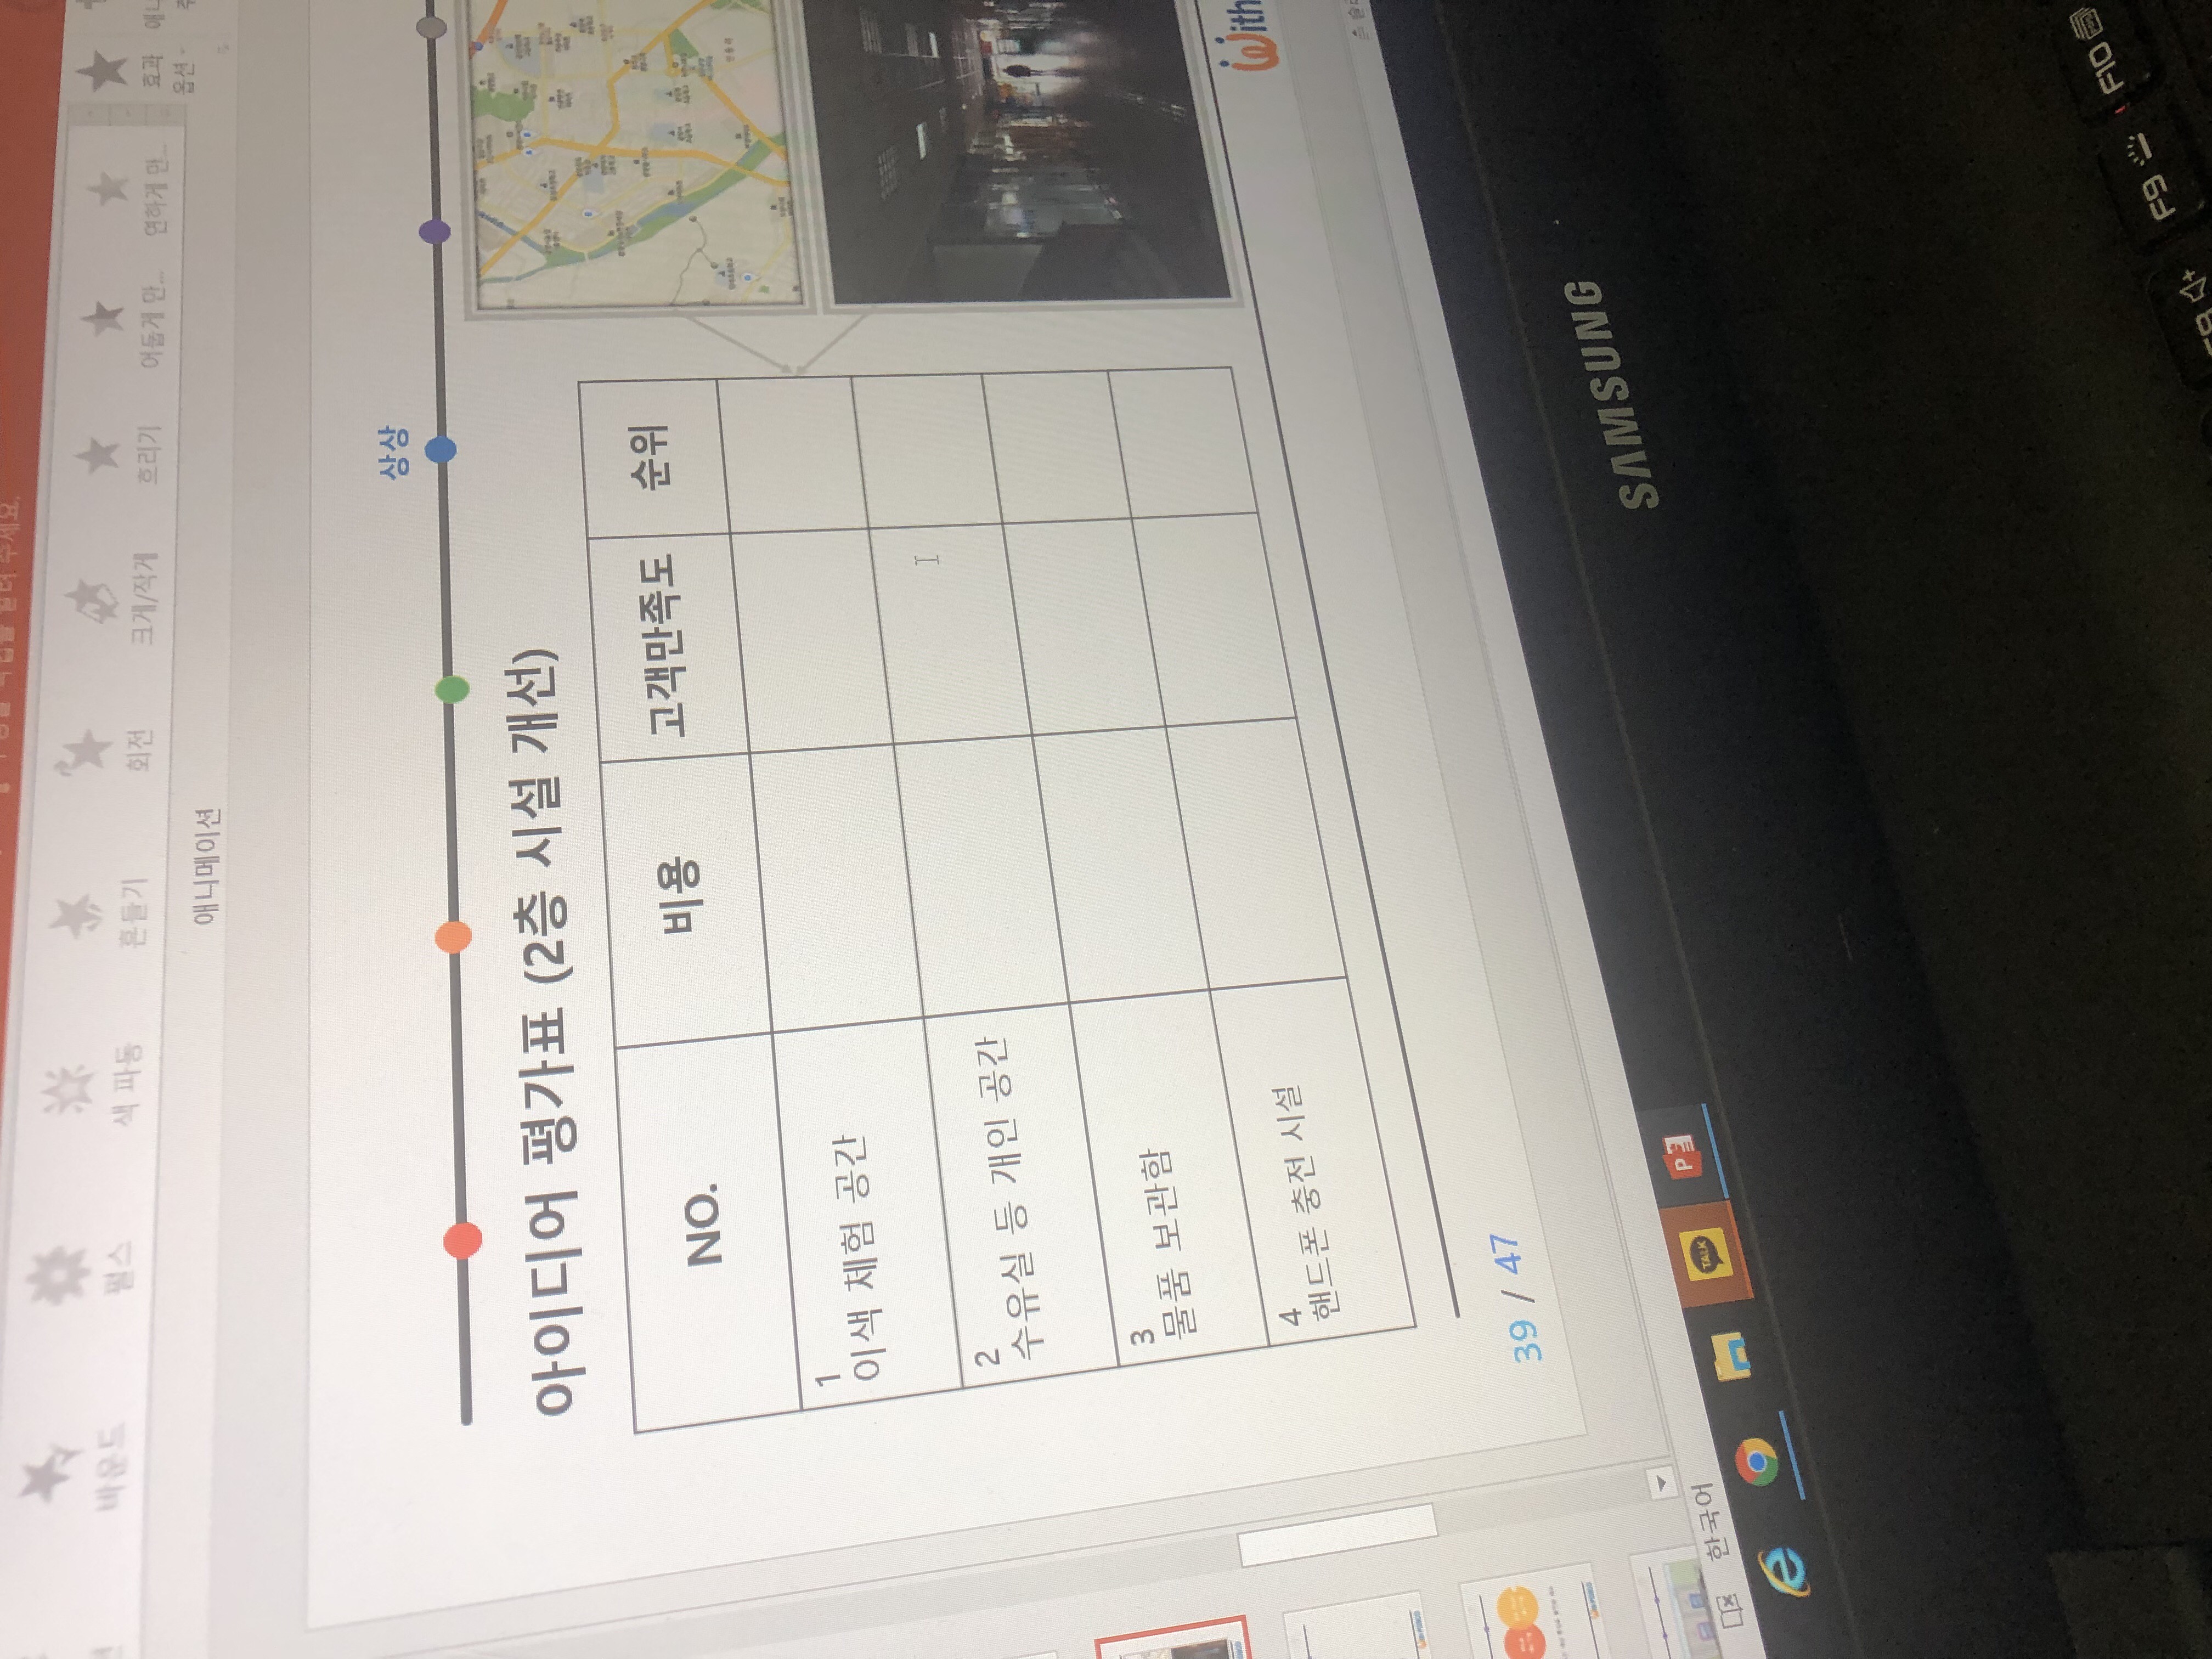 바운드
펄스
색 파동
흔들기
회전
크게/작게
흐리기
어둡게 만...
연하게 만...
효과
옵션
애니메이션
상상
아이디어 평가표 (2층 시설 개선)
NO. 비용 고객만족도 순위
1
이색 체험 공간
2
수유실 등 개인 공간
3
물품 보관함
4
핸드폰 충전 시설
With
39 / 47
한국어
TALK
SAMSUNG
F9
F10